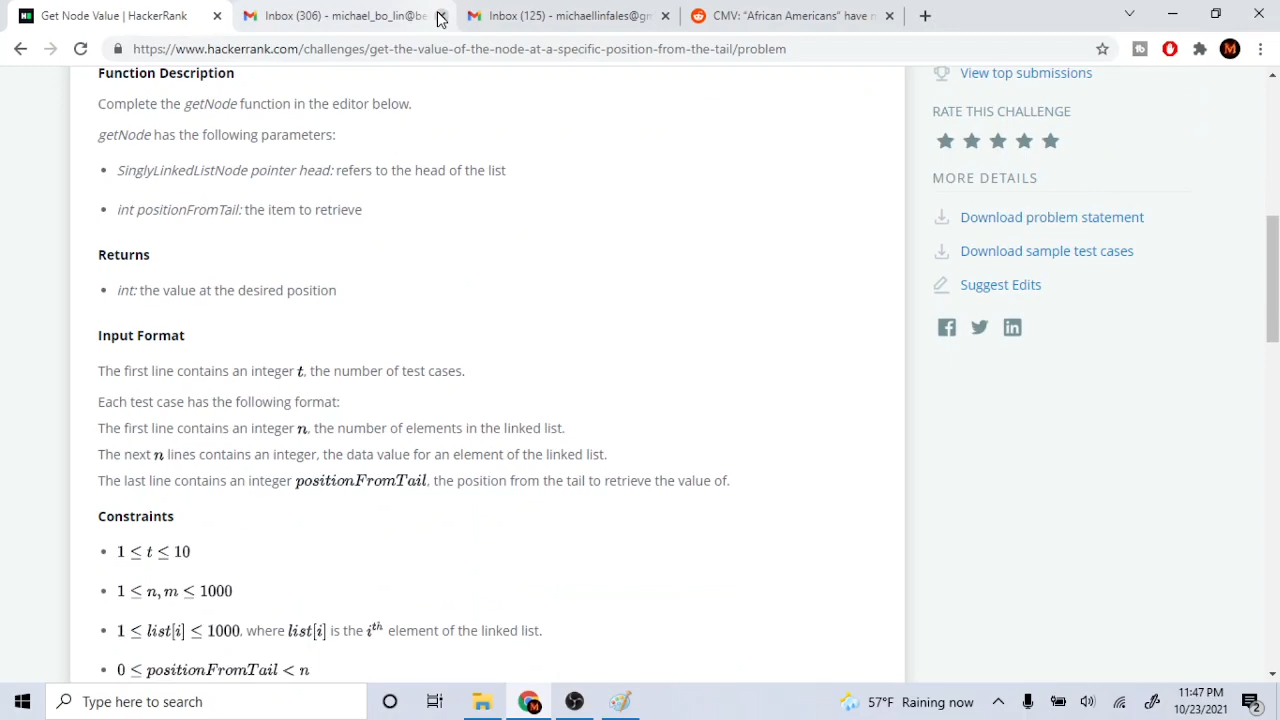 Get Node Value | HackerRank
Inbox (306) - michael_bo_lin@be
Inbox (125) - michaellinfales@gm
CMV: “African Americans” have m
https://www.hackerrank.com/challenges/get-the-value-of-the-node-at-a-specific-position-from-the-tail/problem
Function Description
Complete the getNode function in the editor below.
getNode has the following parameters:
• SinglyLinkedListNode pointer head: refers to the head of the list
• int positionFromTail: the item to retrieve
Returns
• int: the value at the desired position
Input Format
The first line contains an integer t, the number of test cases.
Each test case has the following format:
The first line contains an integer n, the number of elements in the linked list.
The next n lines contains an integer, the data value for an element of the linked list.
The last line contains an integer positionFromTail, the position from the tail to retrieve the value of.
Constraints
• 1 ≤ t ≤ 10
• 1 ≤ n, m ≤ 1000
• 1 ≤ list[i] ≤ 1000, where list[i] is the i^th element of the linked list.
• 0 ≤ positionFromTail < n
View top submissions
RATE THIS CHALLENGE
MORE DETAILS
Download problem statement
Download sample test cases
Suggest Edits
Type here to search
57°F Raining now
11:47 PM
10/23/2021
2